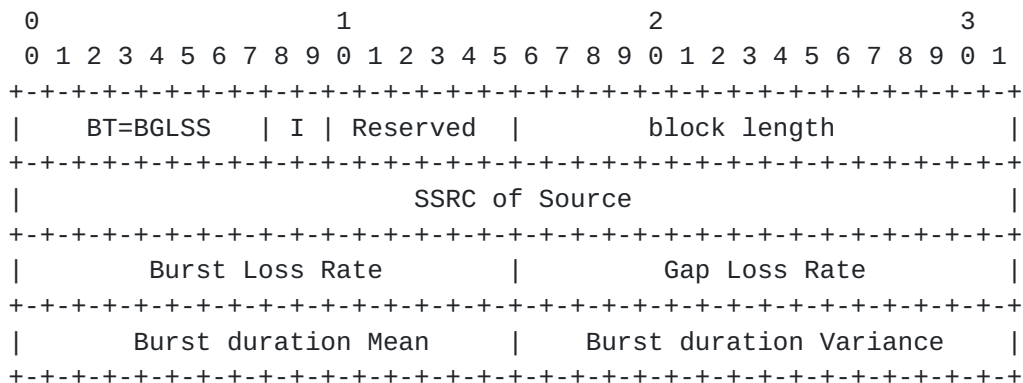 0                   1                   2                   3
 0 1 2 3 4 5 6 7 8 9 0 1 2 3 4 5 6 7 8 9 0 1 2 3 4 5 6 7 8 9 0 1
+-+-+-+-+-+-+-+-+-+-+-+-+-+-+-+-+-+-+-+-+-+-+-+-+-+-+-+-+-+-+-+-+
|    BT=BGLSS   | I | Reserved  |        block length           |
+-+-+-+-+-+-+-+-+-+-+-+-+-+-+-+-+-+-+-+-+-+-+-+-+-+-+-+-+-+-+-+-+
|                         SSRC of Source                        |
+-+-+-+-+-+-+-+-+-+-+-+-+-+-+-+-+-+-+-+-+-+-+-+-+-+-+-+-+-+-+-+-+
|        Burst Loss Rate        |         Gap Loss Rate         |
+-+-+-+-+-+-+-+-+-+-+-+-+-+-+-+-+-+-+-+-+-+-+-+-+-+-+-+-+-+-+-+-+
|       Burst duration Mean     |    Burst duration Variance    |
+-+-+-+-+-+-+-+-+-+-+-+-+-+-+-+-+-+-+-+-+-+-+-+-+-+-+-+-+-+-+-+-+